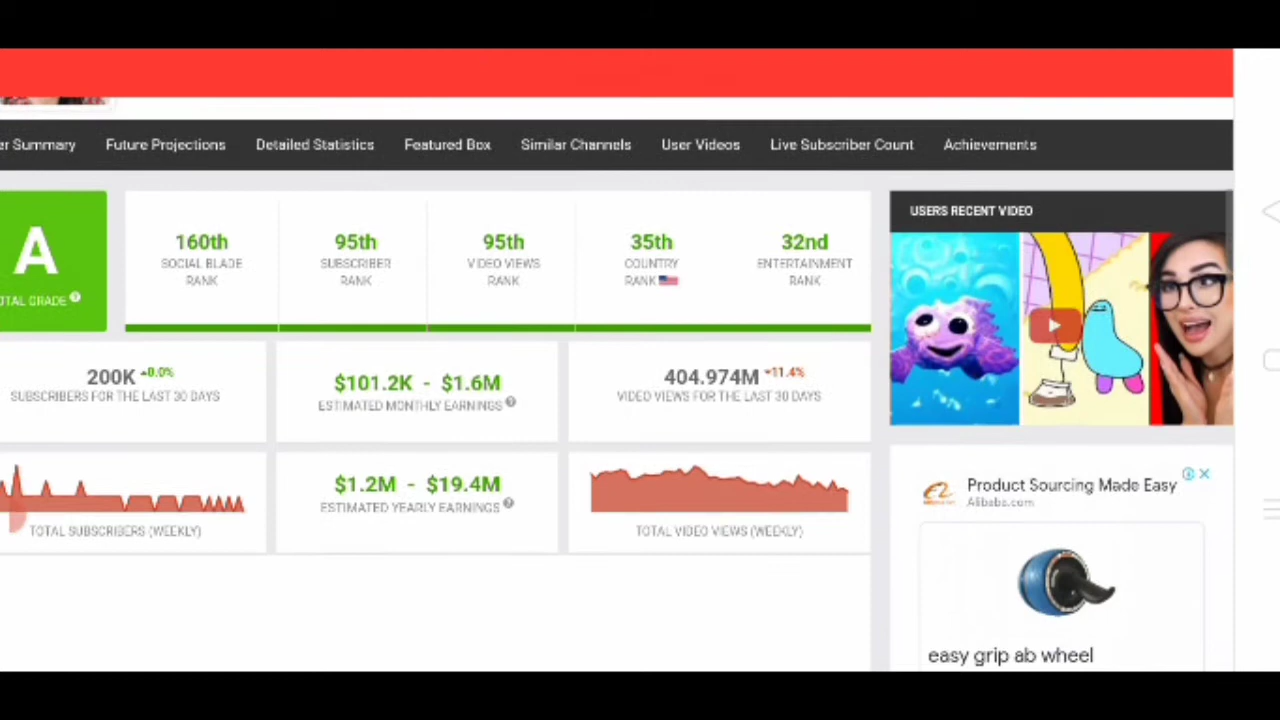 er Summary
Future Projections
Detailed Statistics
Featured Box
Similar Channels
User Videos
Live Subscriber Count
Achievements
A
OTAL GRADE
160th
SOCIAL BLADE
RANK
95th
SUBSCRIBER
RANK
95th
VIDEO VIEWS
RANK
35th
COUNTRY
RANK
32nd
ENTERTAINMENT
RANK
USERS RECENT VIDEO
200K
SUBSCRIBERS FOR THE LAST 30 DAYS
$101.2K - $1.6M
ESTIMATED MONTHLY EARNINGS
404.974M -11.4%
VIDEO VIEWS FOR THE LAST 30 DAYS
TOTAL SUBSCRIBERS (WEEKLY)
$1.2M - $19.4M
ESTIMATED YEARLY EARNINGS
TOTAL VIDEO VIEWS (WEEKLY)
Product Sourcing Made Easy
Alibaba.com
easy grip ab wheel